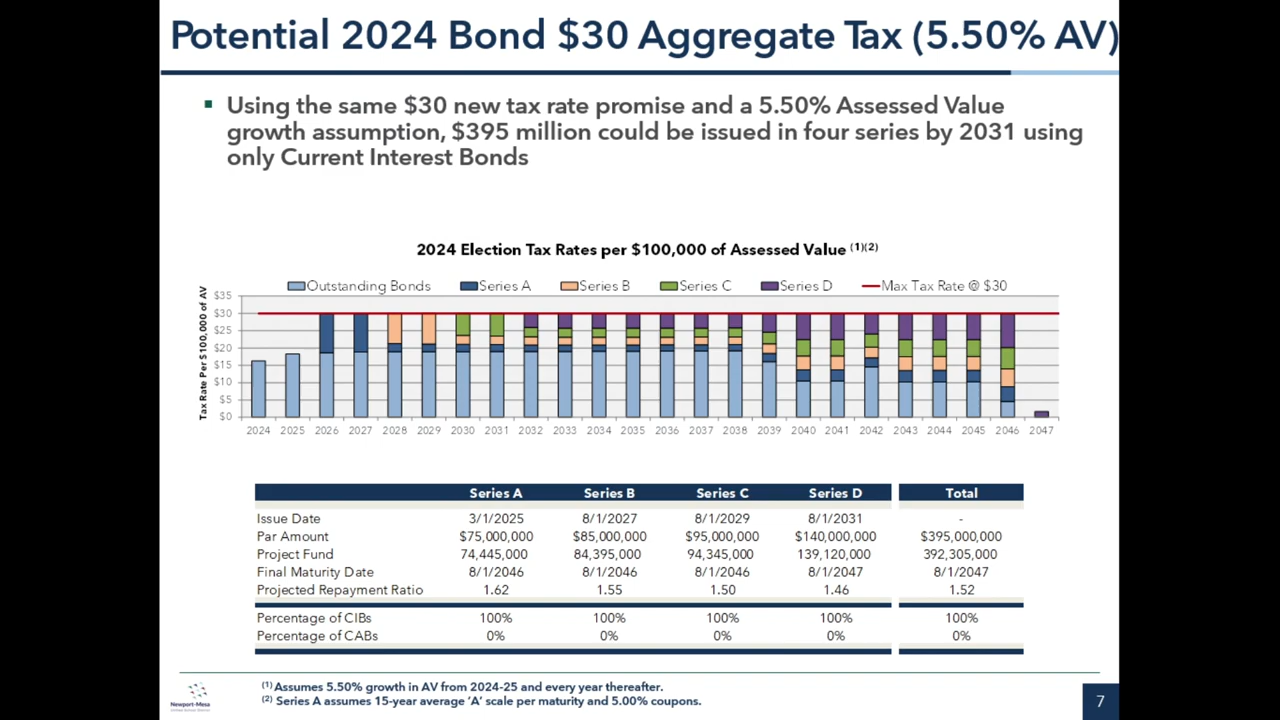 Potential 2024 Bond $30 Aggregate Tax (5.50% AV)
▪ Using the same $30 new tax rate promise and a 5.50% Assessed Value
growth assumption, $395 million could be issued in four series by 2031 using
only Current Interest Bonds
2024 Election Tax Rates per $100,000 of Assessed Value (1)(2)
Outstanding Bonds Series A Series B Series C Series D Max Tax Rate @ $30
Tax Rate Per $100,000 of AV
$35
$30
$25
$20
$15
$10
$5
$0
2024 2025 2026 2027 2028 2029 2030 2031 2032 2033 2034 2035 2036 2037 2038 2039 2040 2041 2042 2043 2044 2045 2046 2047
Series A Series B Series C Series D Total
Issue Date 3/1/2025 8/1/2027 8/1/2029 8/1/2031 -
Par Amount $75,000,000 $85,000,000 $95,000,000 $140,000,000 $395,000,000
Project Fund 74,445,000 84,395,000 94,345,000 139,120,000 392,305,000
Final Maturity Date 8/1/2046 8/1/2046 8/1/2046 8/1/2047 8/1/2047
Projected Repayment Ratio 1.62 1.55 1.50 1.46 1.52
Percentage of CIBs 100% 100% 100% 100% 100%
Percentage of CABs 0% 0% 0% 0% 0%
(1) Assumes 5.50% growth in AV from 2024-25 and every year thereafter.
(2) Series A assumes 15-year average ‘A’ scale per maturity and 5.00% coupons.
Newport-Mesa
7